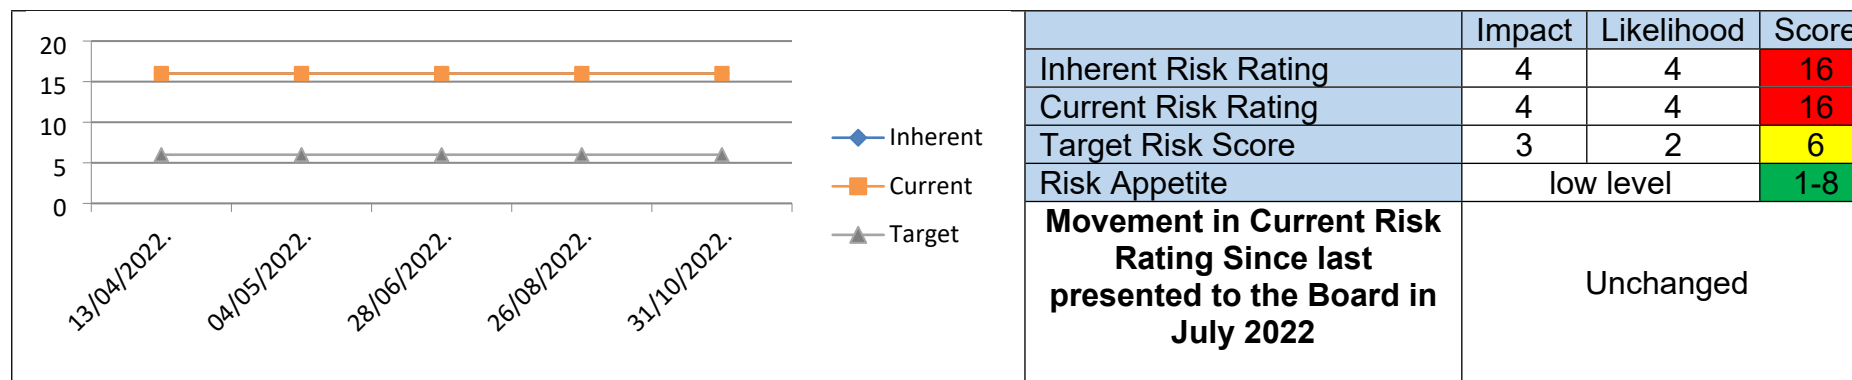 20
15
10
5
0
13/04/2022.
04/05/2022.
28/06/2022.
26/08/2022.
31/10/2022.
Inherent
Current
Target
Impact Likelihood Score
Inherent Risk Rating 4 4 16
Current Risk Rating 4 4 16
Target Risk Score 3 2 6
Risk Appetite low level 1-8
Movement in Current Risk
Rating Since last
presented to the Board in
July 2022
Unchanged